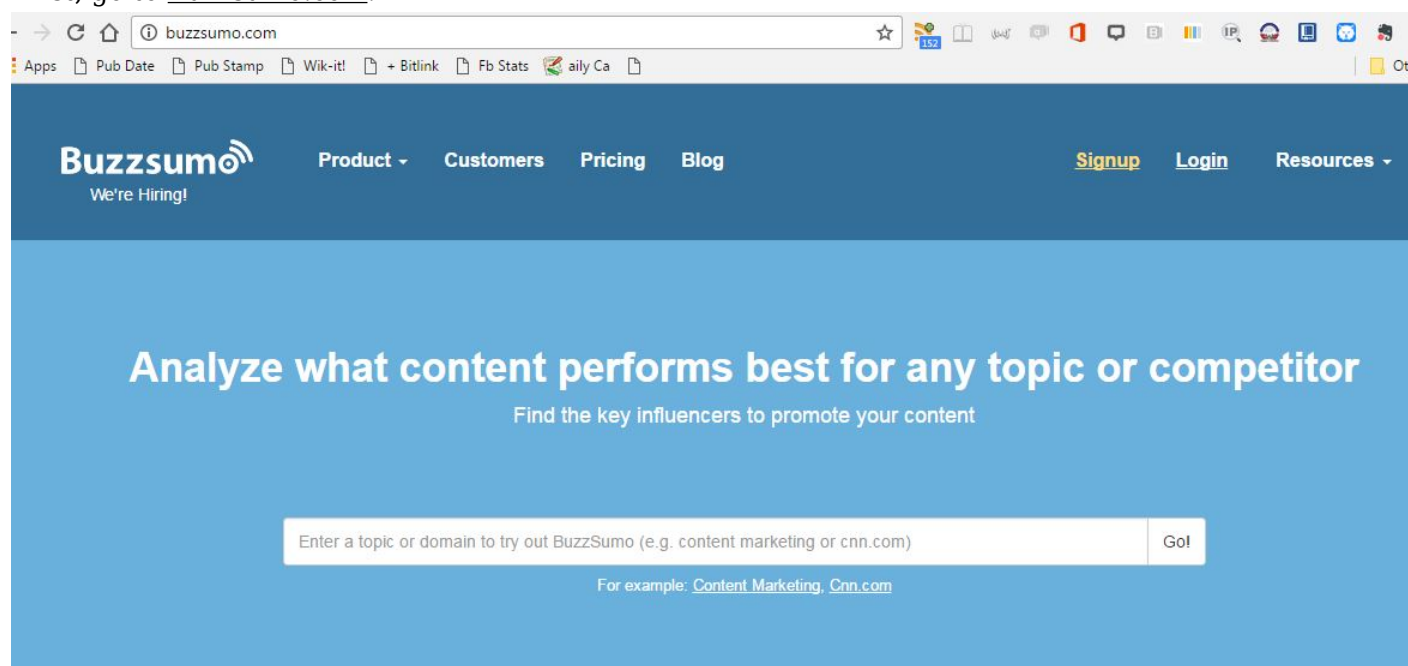 buzzsumo.com
152
IP
Apps Pub Date Pub Stamp Wik-it! + Bitlink Fb Stats aily Ca Ot
Buzzsumo Product Customers Pricing Blog Signup Login Resources
We're Hiring!
Analyze what content performs best for any topic or competitor
Find the key influencers to promote your content
Enter a topic or domain to try out BuzzSumo (e.g. content marketing or cnn.com) Go!
For example: Content Marketing, Cnn.com